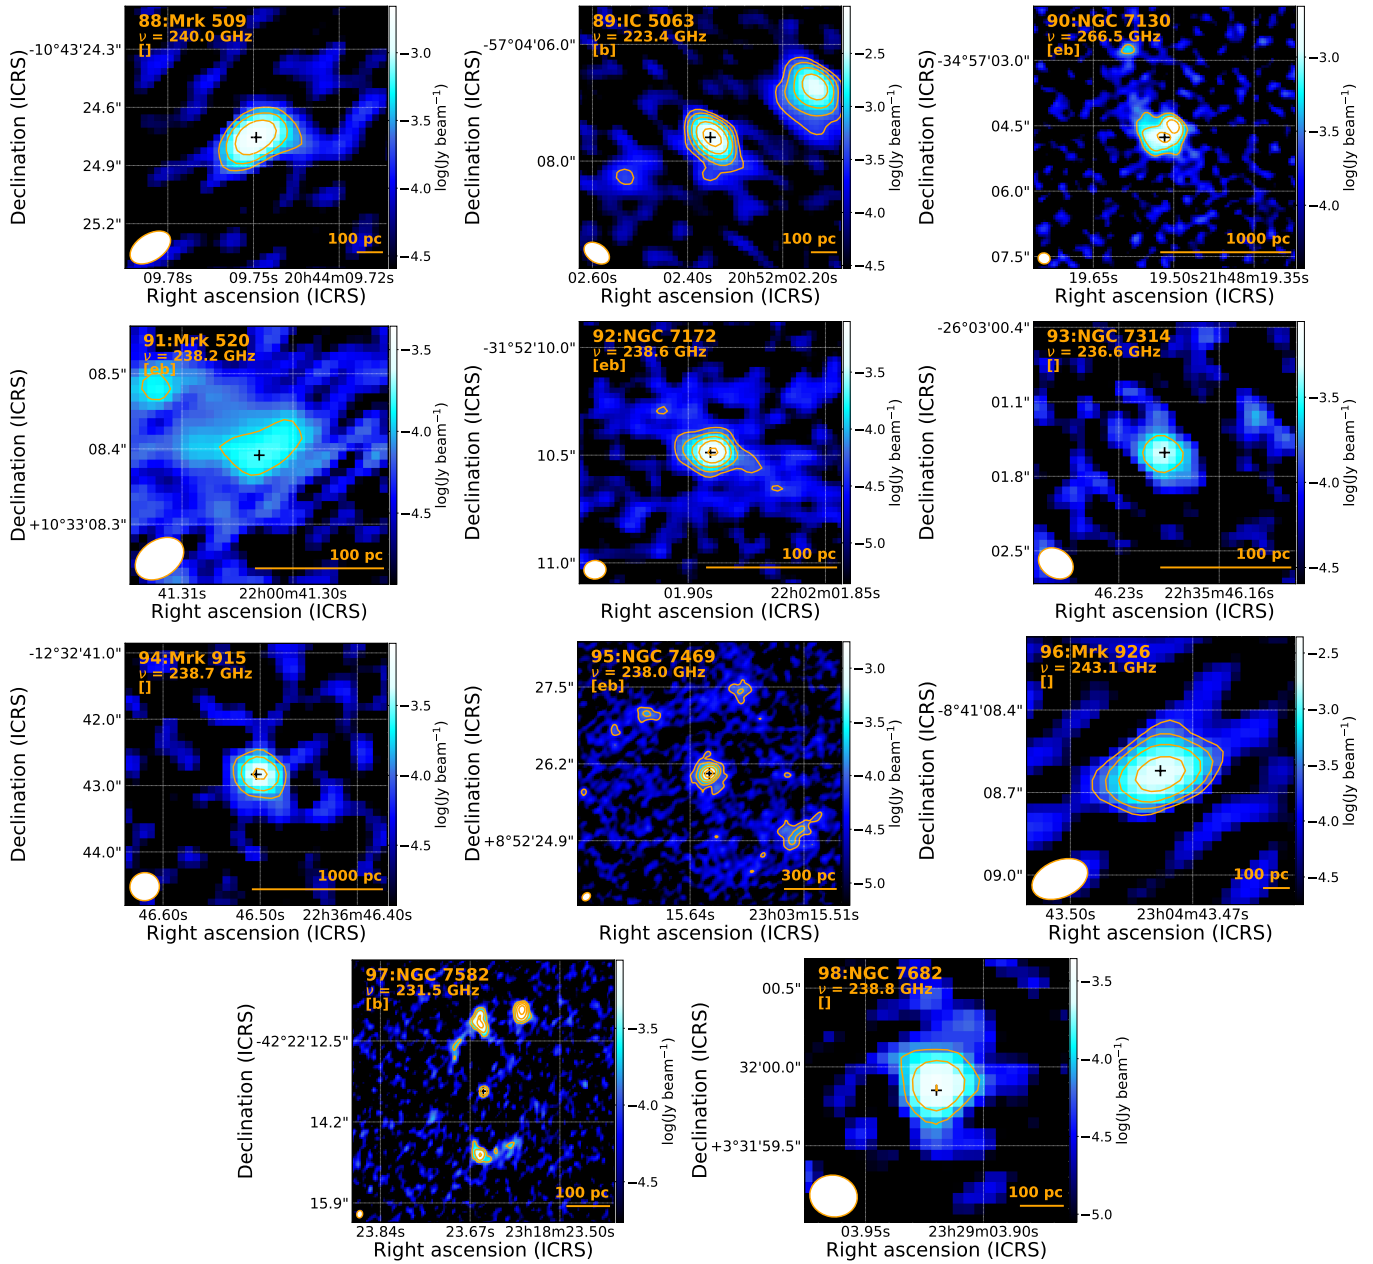 88:Mrk 509
ν = 240.0 GHz
[]
-10°43'24.3"
24.6"
24.9"
25.2"
Declination (ICRS)
100 pc
09.78s
09.75s
20h44m09.72s
Right ascension (ICRS)
−3.0
−3.5
−4.0
−4.5
log(Jy beam⁻¹)
89:IC 5063
ν = 223.4 GHz
[b]
-57°04'06.0"
08.0"
Declination (ICRS)
100 pc
02.60s
02.40s
20h52m02.20s
Right ascension (ICRS)
−2.5
−3.0
−3.5
−4.0
−4.5
log(Jy beam⁻¹)
90:NGC 7130
ν = 266.5 GHz
[eb]
-34°57'03.0"
04.5"
06.0"
07.5"
Declination (ICRS)
1000 pc
19.65s
19.50s
21h48m19.35s
Right ascension (ICRS)
−3.0
−3.5
−4.0
log(Jy beam⁻¹)
91:Mrk 520
ν = 238.2 GHz
[eb]
08.5"
08.4"
+10°33'08.3"
Declination (ICRS)
100 pc
41.31s
22h00m41.30s
Right ascension (ICRS)
−3.5
−4.0
−4.5
log(Jy beam⁻¹)
92:NGC 7172
ν = 238.6 GHz
[eb]
-31°52'10.0"
10.5"
11.0"
Declination (ICRS)
100 pc
01.90s
22h02m01.85s
Right ascension (ICRS)
−3.5
−4.0
−4.5
−5.0
log(Jy beam⁻¹)
93:NGC 7314
ν = 236.6 GHz
[]
-26°03'00.4"
01.1"
01.8"
02.5"
Declination (ICRS)
100 pc
46.23s
22h35m46.16s
Right ascension (ICRS)
−3.5
−4.0
−4.5
log(Jy beam⁻¹)
94:Mrk 915
ν = 238.7 GHz
[]
-12°32'41.0"
42.0"
43.0"
44.0"
Declination (ICRS)
1000 pc
46.60s
46.50s
22h36m46.40s
Right ascension (ICRS)
−3.5
−4.0
−4.5
log(Jy beam⁻¹)
95:NGC 7469
ν = 238.0 GHz
[eb]
27.5"
26.2"
+8°52'24.9"
Declination (ICRS)
300 pc
15.64s
23h03m15.51s
Right ascension (ICRS)
−3.0
−3.5
−4.0
−4.5
−5.0
log(Jy beam⁻¹)
96:Mrk 926
ν = 243.1 GHz
[]
-8°41'08.4"
08.7"
09.0"
Declination (ICRS)
100 pc
43.50s
23h04m43.47s
Right ascension (ICRS)
−2.5
−3.0
−3.5
−4.0
−4.5
log(Jy beam⁻¹)
97:NGC 7582
ν = 231.5 GHz
[b]
-42°22'12.5"
14.2"
15.9"
Declination (ICRS)
100 pc
23.84s
23.67s
23h18m23.50s
Right ascension (ICRS)
−3.5
−4.0
−4.5
log(Jy beam⁻¹)
98:NGC 7682
ν = 238.8 GHz
[]
00.5"
32'00.0"
+3°31'59.5"
Declination (ICRS)
100 pc
03.95s
23h29m03.90s
Right ascension (ICRS)
−3.5
−4.0
−4.5
−5.0
log(Jy beam⁻¹)